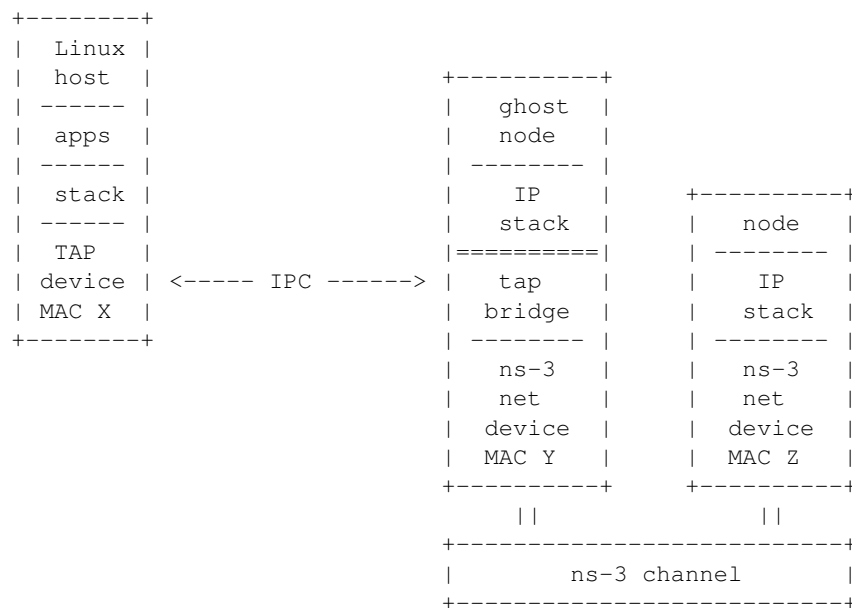 +--------+
| Linux |
| host | +----------+
| ------ | | ghost |
| apps | | node |
| ------ | | -------- |
| stack | | IP | +----------+
| ------ | | stack | | node |
| TAP | |==========| | -------- |
| device | <----- IPC ------> | tap | | IP |
| MAC X | | bridge | | stack |
+--------+ | -------- | | -------- |
| ns-3 | | ns-3 |
| net | | net |
| device | | device |
| MAC Y | | MAC Z |
+----------+ +----------+
|| ||
+---------------------------+
| ns-3 channel |
+---------------------------+